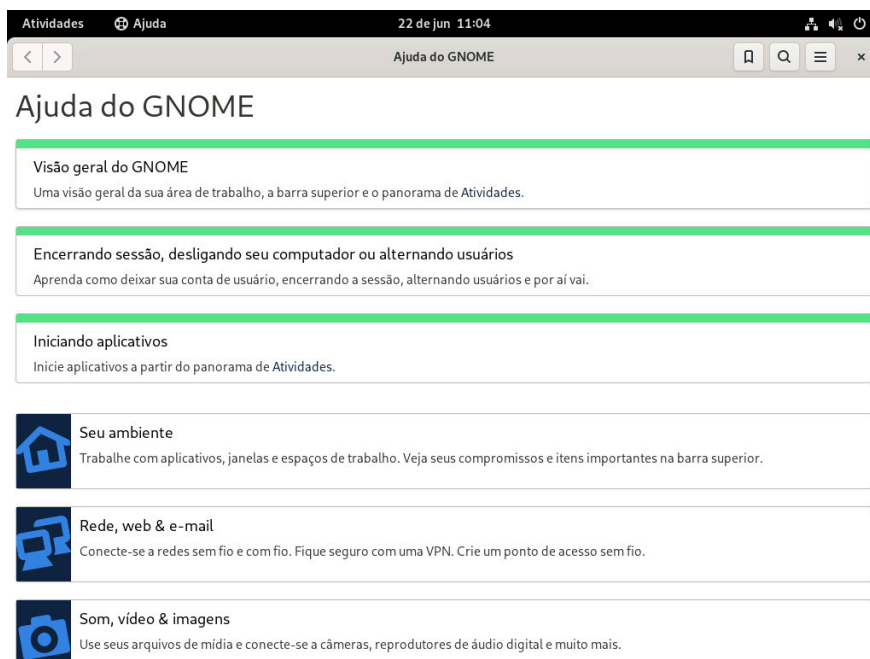 Atividades Ajuda 22 de jun 11:04
Ajuda do GNOME
Ajuda do GNOME
Visão geral do GNOME
Uma visão geral da sua área de trabalho, a barra superior e o panorama de Atividades.
Encerrando sessão, desligando seu computador ou alternando usuários
Aprenda como deixar sua conta de usuário, encerrando a sessão, alternando usuários e por aí vai.
Iniciando aplicativos
Inicie aplicativos a partir do panorama de Atividades.
Seu ambiente
Trabalhe com aplicativos, janelas e espaços de trabalho. Veja seus compromissos e itens importantes na barra superior.
Rede, web & e-mail
Conecte-se a redes sem fio e com fio. Fique seguro com uma VPN. Crie um ponto de acesso sem fio.
Som, vídeo & imagens
Use seus arquivos de mídia e conecte-se a câmeras, reprodutores de áudio digital e muito mais.